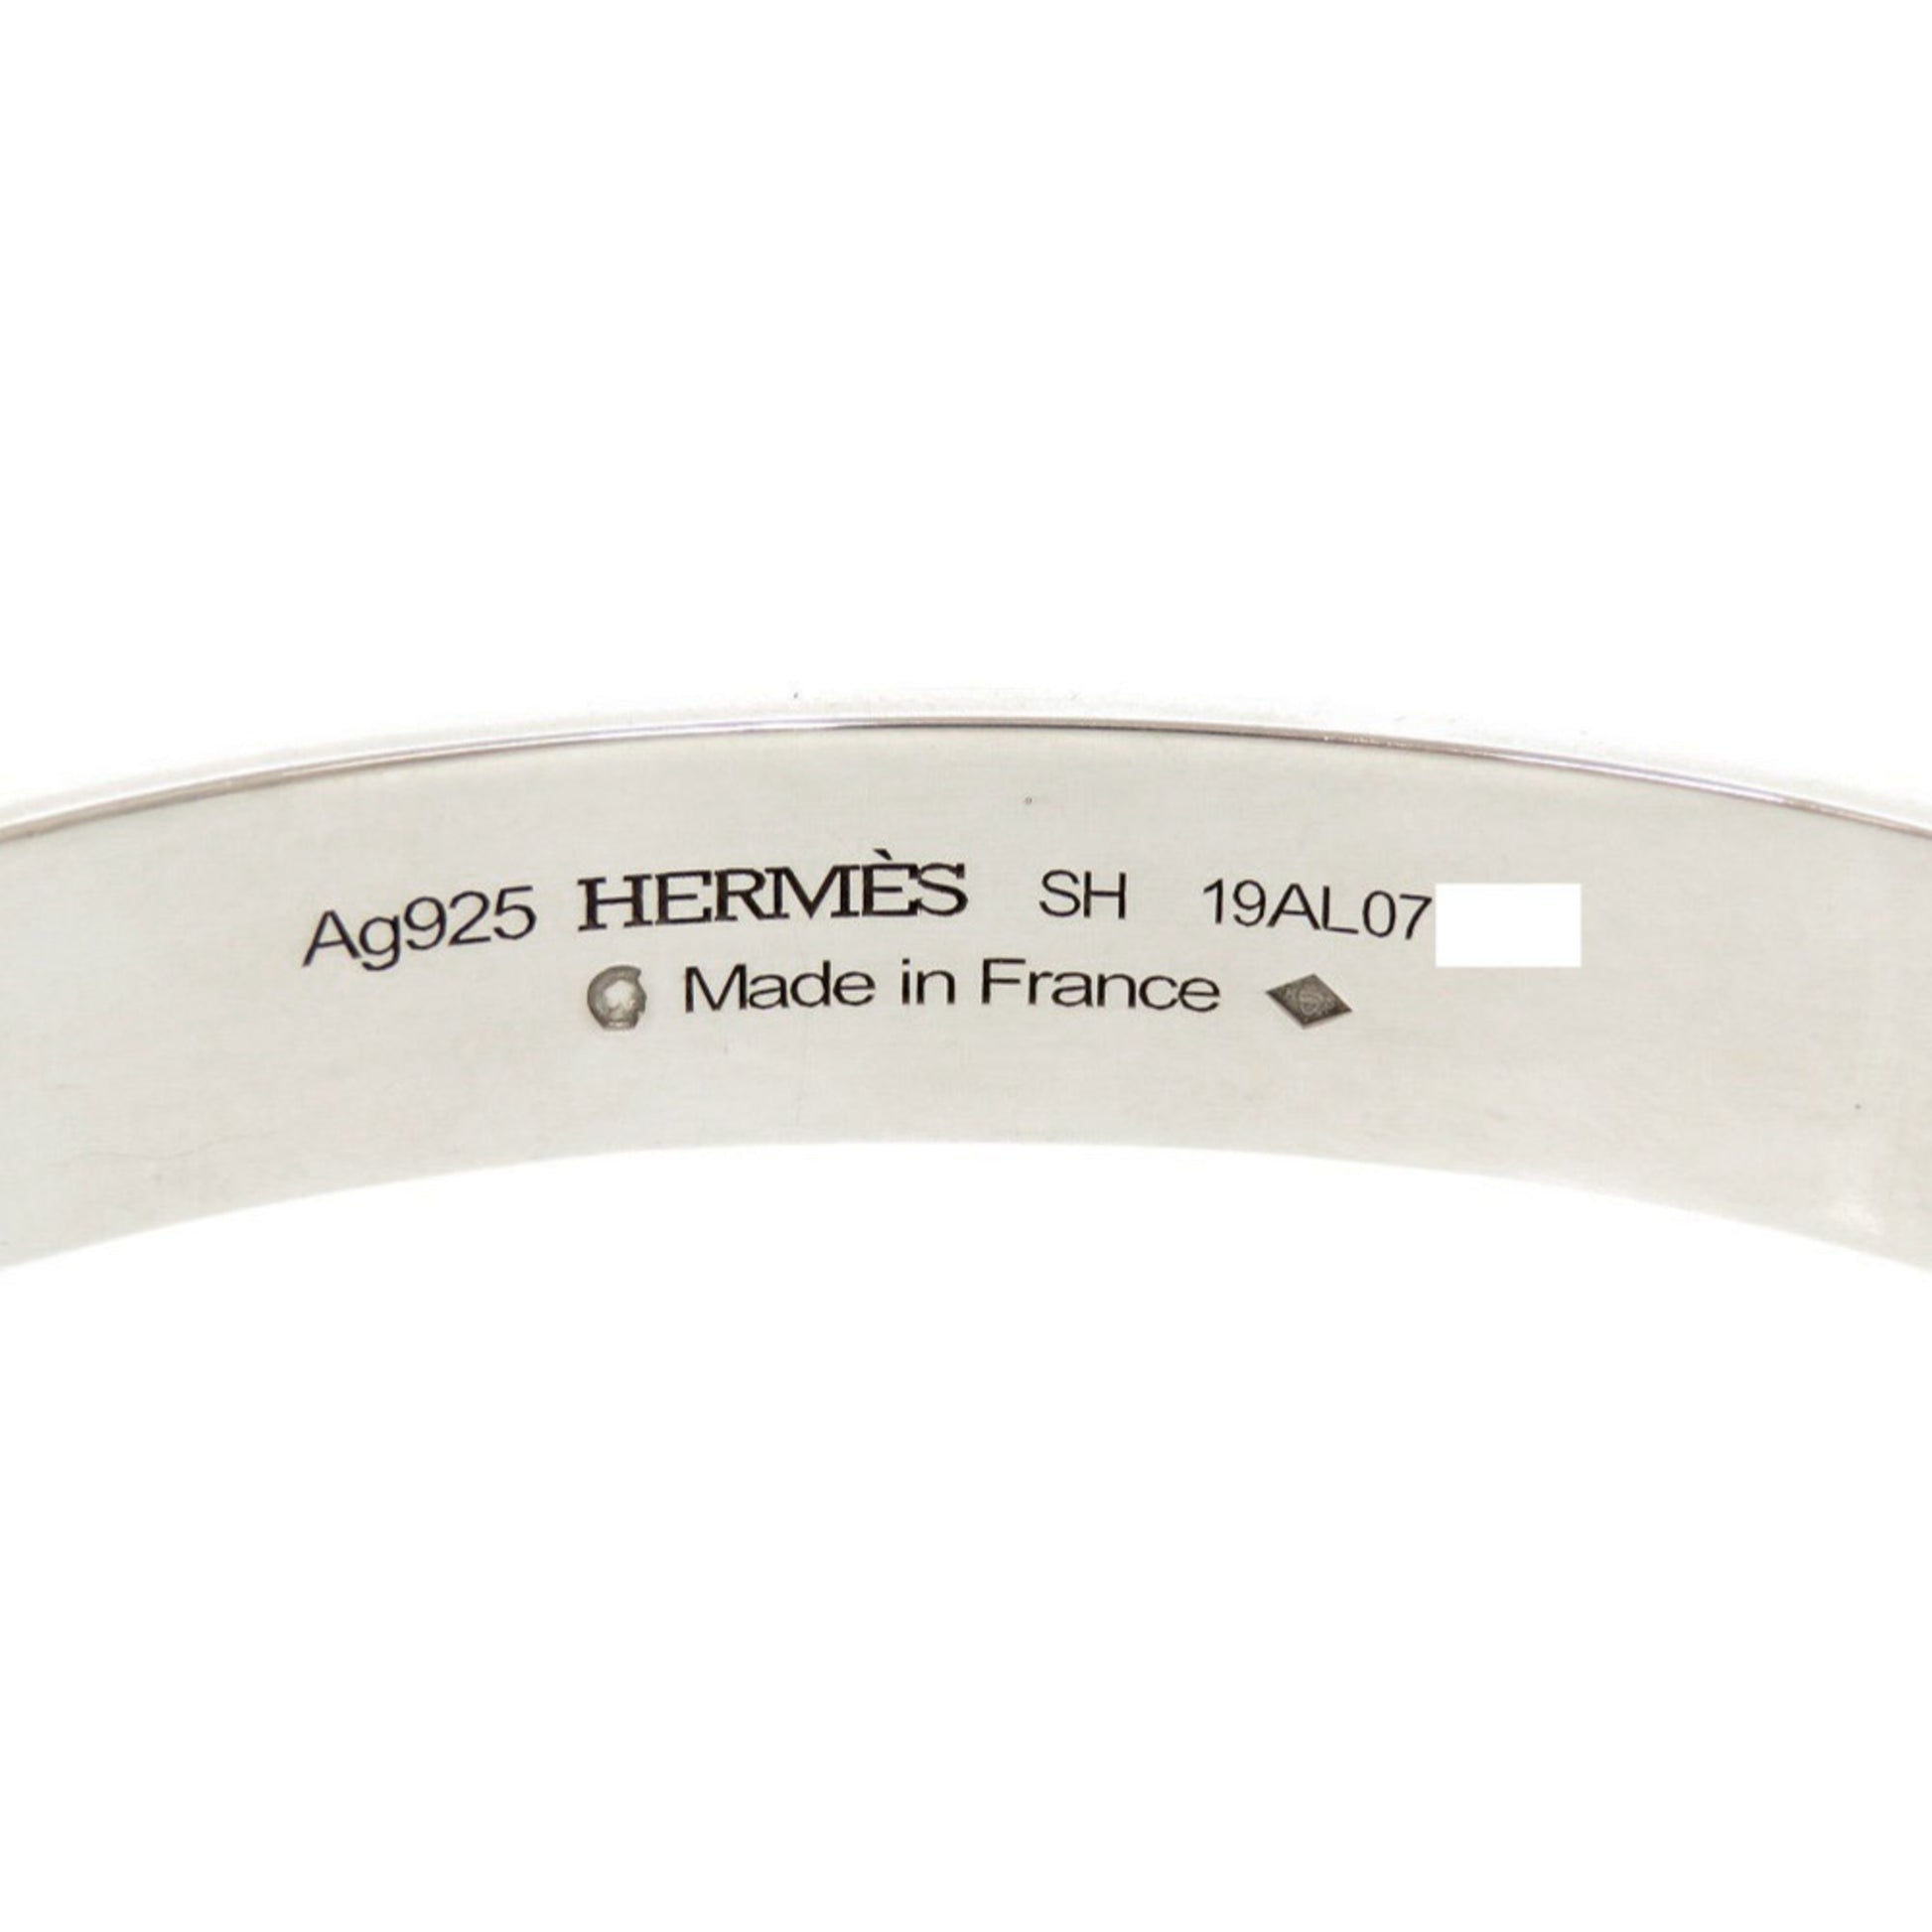 Ag925 HERMÈS SH 19AL07
Made in France